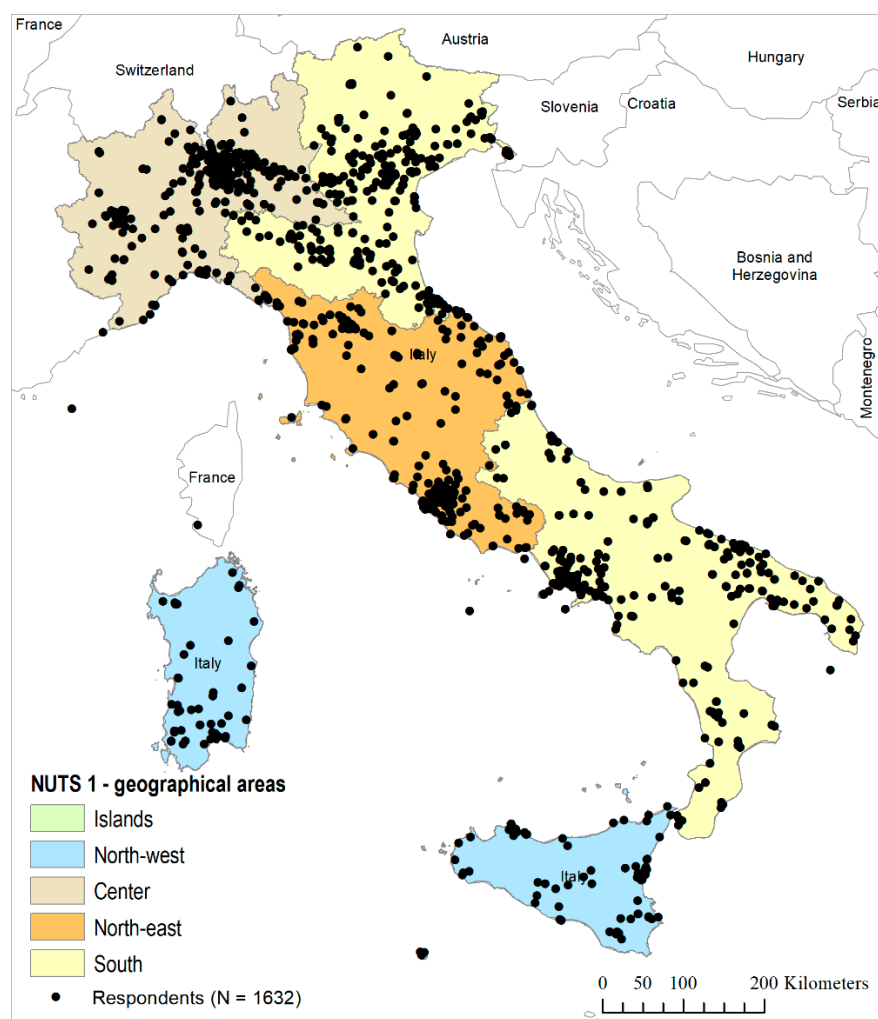 France
Austria
Hungary
Switzerland
Slovenia
Croatia
Serbia
Bosnia and
Herzegovina
Montenegro
Italy
France
Italy
Italy
NUTS 1 - geographical areas
Islands
North-west
Center
North-east
South
Respondents (N = 1632)
0 50 100 200 Kilometers